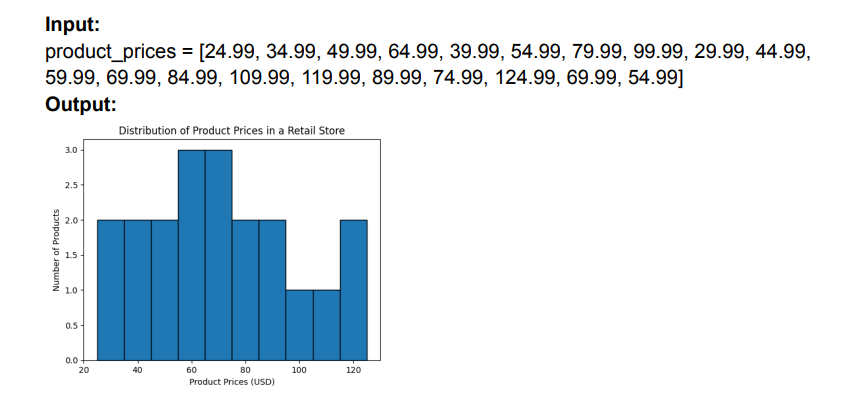 Input:
product_prices = [24.99, 34.99, 49.99, 64.99, 39.99, 54.99, 79.99, 99.99, 29.99, 44.99,
59.99, 69.99, 84.99, 109.99, 119.99, 89.99, 74.99, 124.99, 69.99, 54.99]
Output:
Distribution of Product Prices in a Retail Store
3.0
2.5
2.0
1.5
1.0
0.5
0.0
Number of Products
20 40 60 80 100 120
Product Prices (USD)